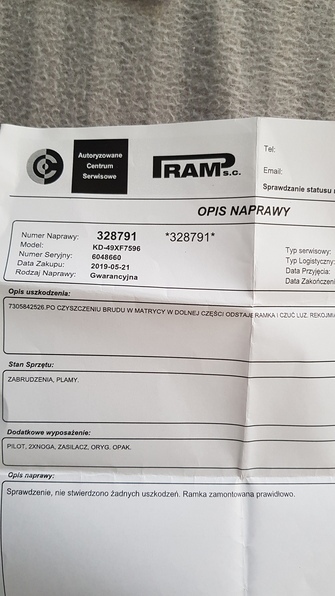 Autoryzowane
Centrum
Serwisowe
PRAM s.c.
Tel:
Email:
Sprawdzanie statusu
OPIS NAPRAWY
Numer Naprawy: 328791 *328791*
Model: KD-49XF7596
Numer Seryjny: 6048660
Data Zakupu: 2019-05-21
Rodzaj Naprawy: Gwarancyjna
Typ serwisowy:
Typ Logistyczny:
Data Przyjęcia:
Data Zakończeni
Opis uszkodzenia:
7305842526.PO CZYSZCZENIU BRUDU W MATRYCY W DOLNEJ CZĘŚCI ODSTAJE RAMKA I CZUĆ LUZ. REKOJMI
Stan Sprzętu:
ZABRUDZENIA, PLAMY.
Dodatkowe wyposażenie:
PILOT, 2XNOGA, ZASILACZ, ORYG. OPAK.
Opis naprawy:
Sprawdzenie, nie stwierdzono żadnych uszkodzeń. Ramka zamontowana prawidłowo.